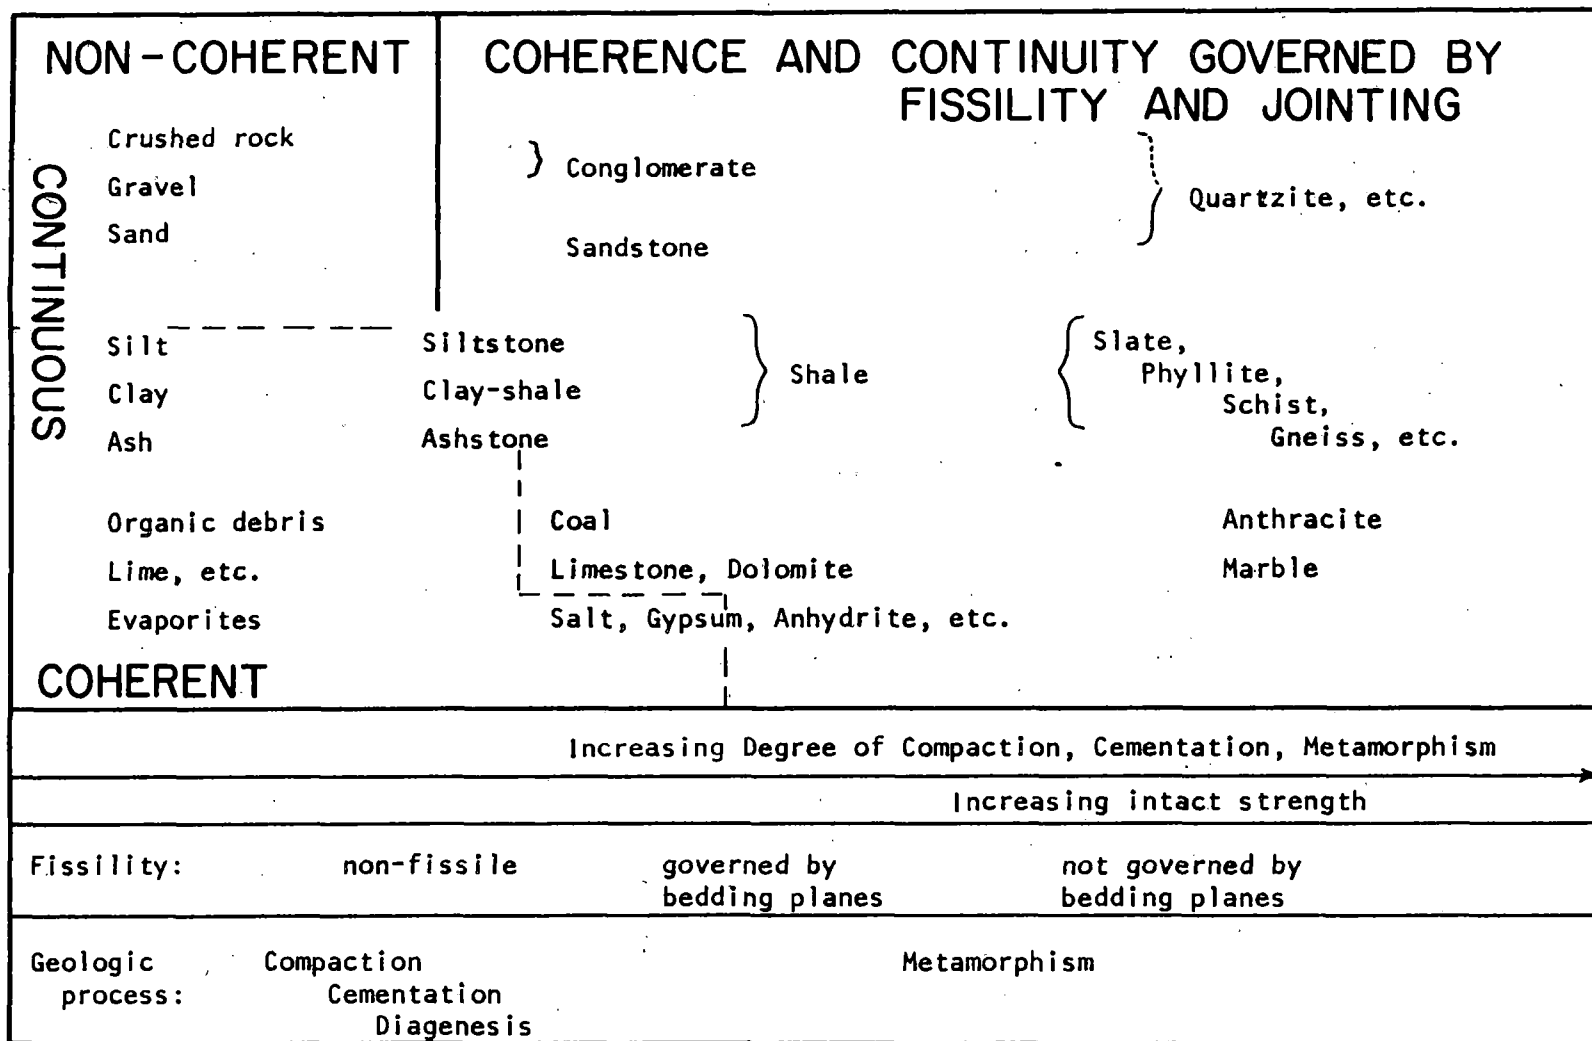 NON-COHERENT
COHERENCE AND CONTINUITY GOVERNED BY
FISSILITY AND JOINTING
CONTINUOUS
Crushed rock
Gravel
Sand
Conglomerate
Sandstone
Quartzite, etc.
Silt
Clay
Ash
Siltstone
Clay-shale
Ashstone
Shale
Slate,
Phyllite,
Schist,
Gneiss, etc.
Organic debris
Coal
Anthracite
Lime, etc.
Limestone, Dolomite
Marble
Evaporites
Salt, Gypsum, Anhydrite, etc.
COHERENT
Increasing Degree of Compaction, Cementation, Metamorphism
Increasing intact strength
Fissility:
non-fissile
governed by
bedding planes
not governed by
bedding planes
Geologic
process:
Compaction
Cementation
Diagenesis
Metamorphism